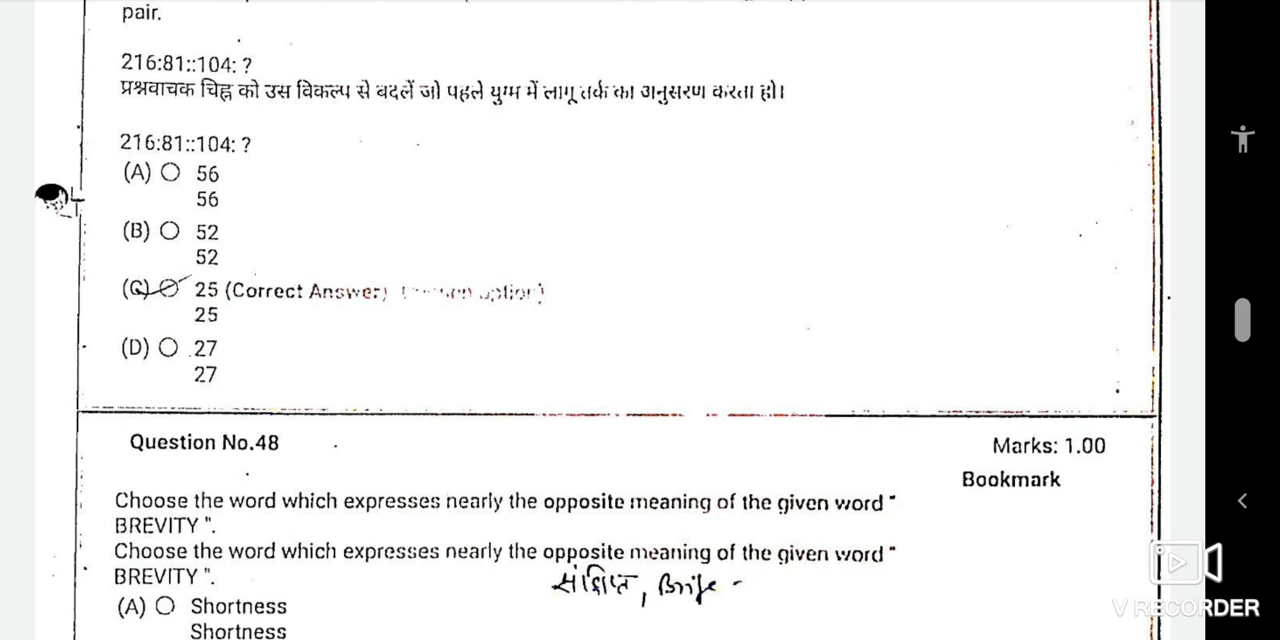 pair.
216:81::104: ?
प्रश्नवाचक चिह्न को उस विकल्प से बदलें जो पहले युग्म में लागू तर्क का अनुसरण करता हो।
216:81::104: ?
(A) 56
56
(B) 52
52
(C) 25 (Correct Answer) option)
25
(D) 27
27
Question No.48
Marks: 1.00
Bookmark
Choose the word which expresses nearly the opposite meaning of the given word "
BREVITY ".
Choose the word which expresses nearly the opposite meaning of the given word "
BREVITY ".
संक्षिप्त,
(A) Shortness
Shortness
V RECORDER